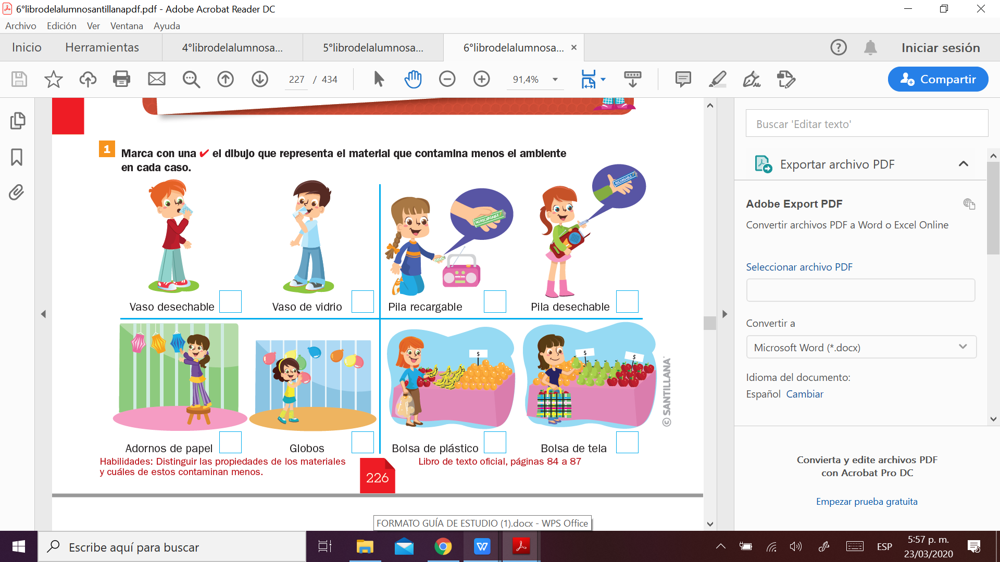 6°librodelalumnosantillanapdf.pdf - Adobe Acrobat Reader DC
Archivo Edición Ver Ventana Ayuda
Inicio Herramientas 4°librodelalumnosa... 5°librodelalumnosa... 6°librodelalumnosa... × ? Iniciar sesión
227 / 434 91,4% Compartir
Buscar 'Editar texto'
Exportar archivo PDF
Adobe Export PDF
Convertir archivos PDF a Word o Excel Online
Seleccionar archivo PDF
Convertir a
Microsoft Word (*.docx)
Idioma del documento:
Español Cambiar
Convierta y edite archivos PDF
con Acrobat Pro DC
Empezar prueba gratuita
1 Marca con una ✔ el dibujo que representa el material que contamina menos el ambiente
en cada caso.
NO RECARGABLE
RECARGABLE
Vaso desechable Vaso de vidrio Pila recargable Pila desechable
$ $ $
© SANTILLANA
Adornos de papel Globos Bolsa de plástico Bolsa de tela
Habilidades: Distinguir las propiedades de los materiales
y cuáles de estos contaminan menos.
Libro de texto oficial, páginas 84 a 87
226
FORMATO GUÍA DE ESTUDIO (1).docx - WPS Office
Escribe aquí para buscar
W
ESP
5:57 p. m.
23/03/2020